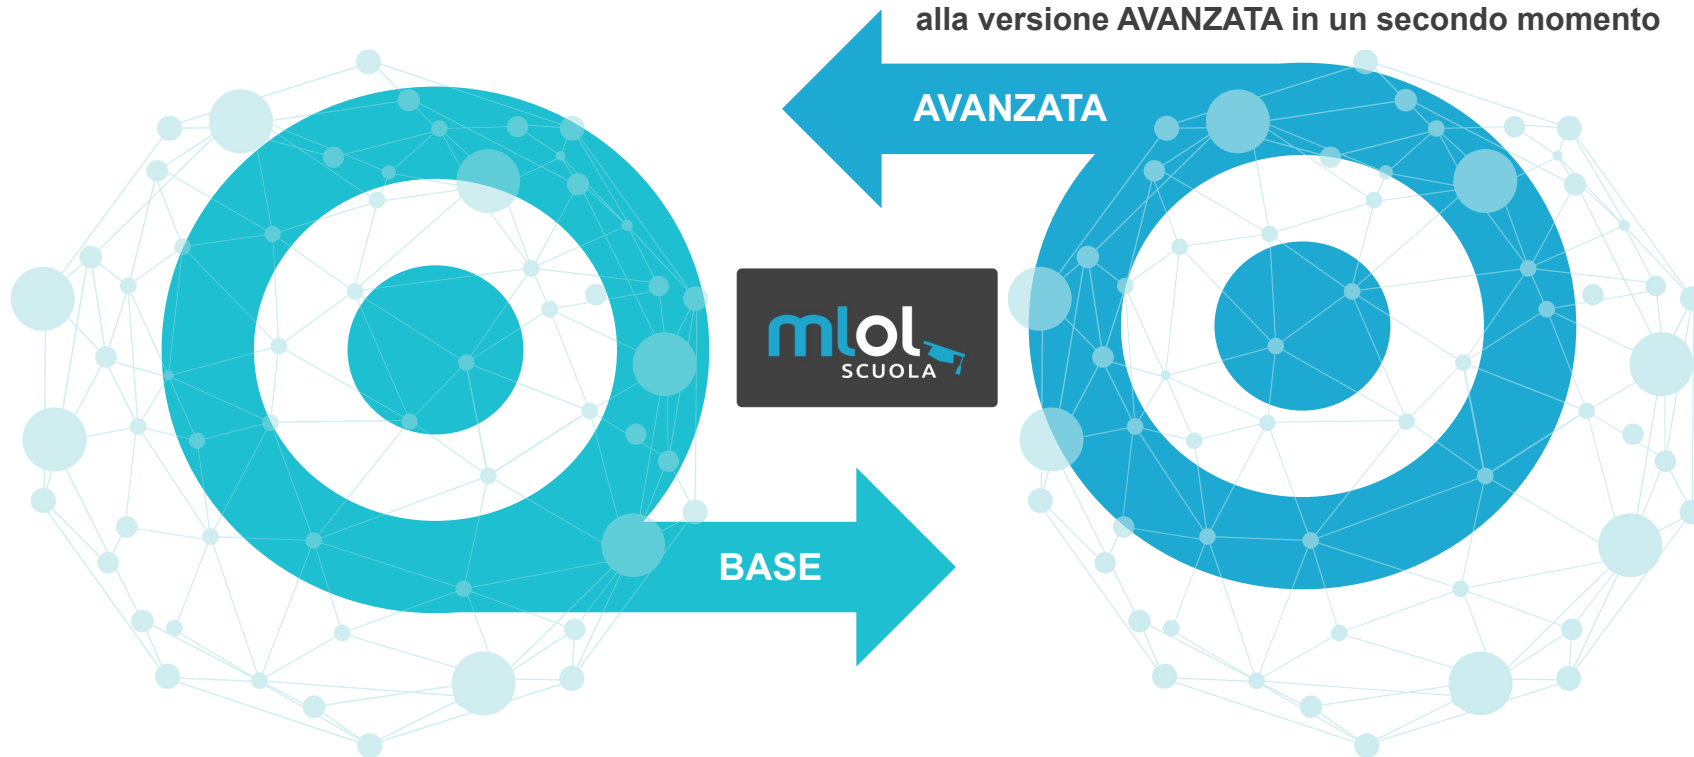 alla versione AVANZATA in un secondo momento
AVANZATA
mlol
SCUOLA
BASE